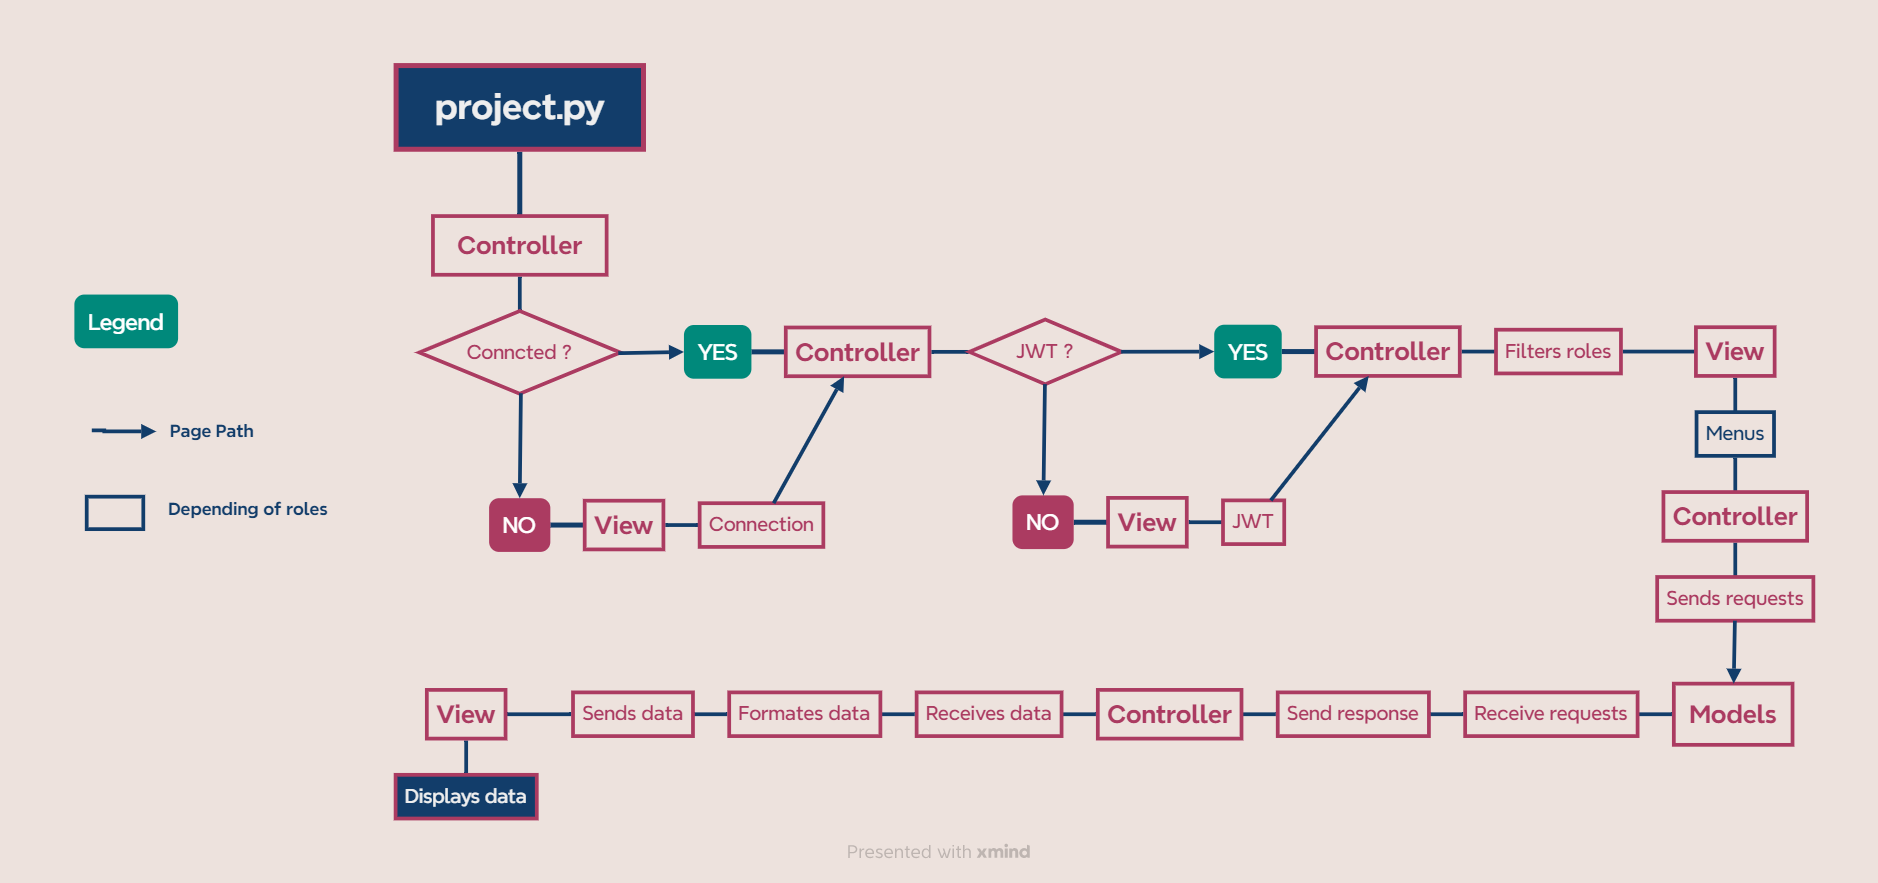 project.py
Controller
Legend
Conncted ?
YES
Controller
JWT ?
YES
Controller
Filters roles
View
Page Path
Menus
Depending of roles
NO
View
Connection
NO
View
JWT
Controller
Sends requests
View
Sends data
Formates data
Receives data
Controller
Send response
Receive requests
Models
Displays data
Presented with xmind